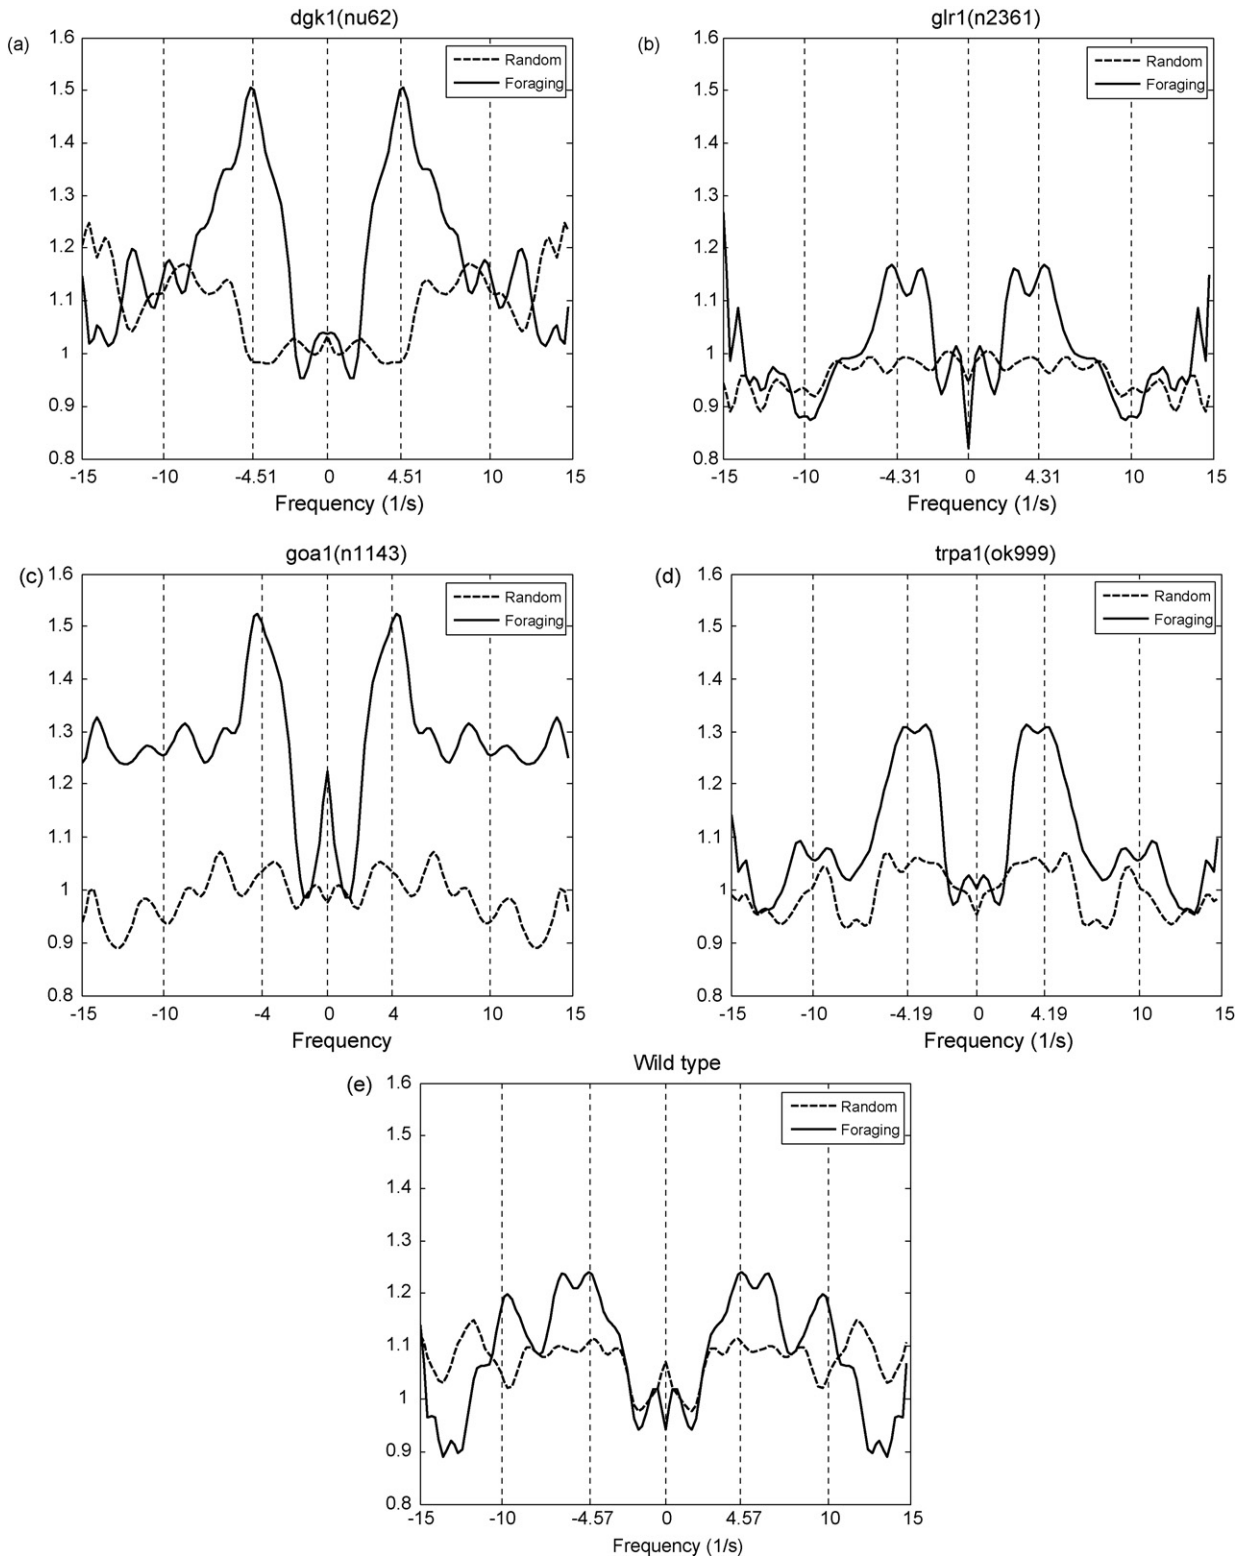 dgk1(nu62)
(a)
1.6
1.5
1.4
1.3
1.2
1.1
1
0.9
0.8
Random
Foraging
-15 -10 -4.51 0 4.51 10 15
Frequency (1/s)
glr1(n2361)
(b)
1.6
1.5
1.4
1.3
1.2
1.1
1
0.9
0.8
Random
Foraging
-15 -10 -4.31 0 4.31 10 15
Frequency (1/s)
goa1(n1143)
(c)
1.6
1.5
1.4
1.3
1.2
1.1
1
0.9
0.8
Random
Foraging
-15 -10 -4 0 4 10 15
Frequency
trpa1(ok999)
(d)
1.6
1.5
1.4
1.3
1.2
1.1
1
0.9
0.8
Random
Foraging
-15 -10 -4.19 0 4.19 10 15
Frequency (1/s)
Wild type
(e)
1.6
1.5
1.4
1.3
1.2
1.1
1
0.9
0.8
Random
Foraging
-15 -10 -4.57 0 4.57 10 15
Frequency (1/s)